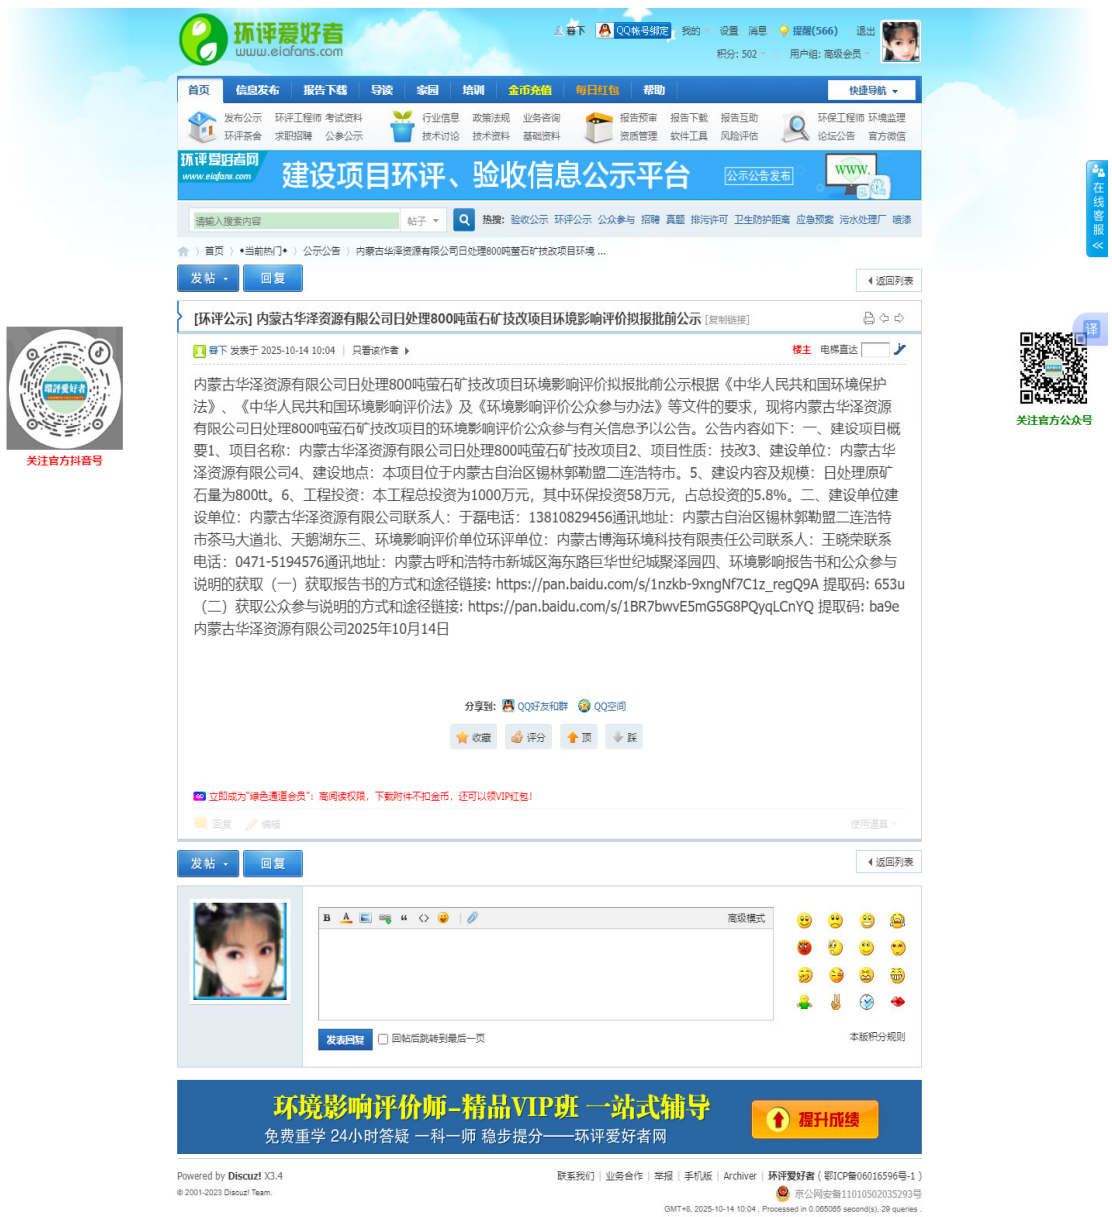 环评爱好者
www.eiafans.com
暮下 QQ帐号绑定 我的 设置 消息 提醒(566) 退出
积分: 502 用户组: 高级会员
首页 信息发布 报告下载 导读 家园 培训 金币充值 每日红包 帮助 快捷导航
发布公示 环评工程师 考试资料 行业信息 政策法规 业务咨询 报告预审 报告下载 报告互助 环保工程师 环境监理
环评茶舍 求职招聘 公参公示 技术讨论 技术资料 基础资料 资质管理 软件工具 风险评估 论坛公告 官方微信
环评爱好者网
www.eiafans.com
建设项目环评、验收信息公示平台
公示公告发布
WWW.
请输入搜索内容 帖子 热搜: 验收公示 环评公示 公众参与 招聘 真题 排污许可 卫生防护距离 应急预案 污水处理厂 喷漆
首页 〉 •当前热门• 〉 公示公告 〉 内蒙古华泽资源有限公司日处理800吨萤石矿技改项目环境 ...
发帖 回复 返回列表
[环评公示] 内蒙古华泽资源有限公司日处理800吨萤石矿技改项目环境影响评价拟报批前公示 [复制链接]
暮下 发表于 2025-10-14 10:04 | 只看该作者 楼主 电梯直达
内蒙古华泽资源有限公司日处理800吨萤石矿技改项目环境影响评价拟报批前公示根据《中华人民共和国环境保护
法》、《中华人民共和国环境影响评价法》及《环境影响评价公众参与办法》等文件的要求，现将内蒙古华泽资源
有限公司日处理800吨萤石矿技改项目的环境影响评价公众参与有关信息予以公告。公告内容如下：一、建设项目概
要1、项目名称：内蒙古华泽资源有限公司日处理800吨萤石矿技改项目2、项目性质：技改3、建设单位：内蒙古华
泽资源有限公司4、建设地点：本项目位于内蒙古自治区锡林郭勒盟二连浩特市。5、建设内容及规模：日处理原矿
石量为800tt。6、工程投资：本工程总投资为1000万元，其中环保投资58万元，占总投资的5.8%。二、建设单位建
设单位：内蒙古华泽资源有限公司联系人：于磊电话：13810829456通讯地址：内蒙古自治区锡林郭勒盟二连浩特
市茶马大道北、天鹅湖东三、环境影响评价单位环评单位：内蒙古博海环境科技有限责任公司联系人：王晓荣联系
电话：0471-5194576通讯地址：内蒙古呼和浩特市新城区海东路巨华世纪城聚泽园四、环境影响报告书和公众参与
说明的获取（一）获取报告书的方式和途径链接: https://pan.baidu.com/s/1nzkb-9xngNf7C1z_regQ9A 提取码: 653u
（二）获取公众参与说明的方式和途径链接: https://pan.baidu.com/s/1BR7bwvE5mG5G8PQyqLCnYQ 提取码: ba9e
内蒙古华泽资源有限公司2025年10月14日
分享到: QQ好友和群 QQ空间
收藏 评分 顶 踩
立即成为"绿色通道会员"：高阅读权限，下载附件不扣金币，还可以领VIP红包!
回复 编辑 使用道具
发帖 回复 返回列表
B A 高级模式
发表回复 回帖后跳转到最后一页 本版积分规则
环境影响评价师-精品VIP班 一站式辅导
免费重学 24小时答疑 一科一师 稳步提分——环评爱好者网
提升成绩
Powered by Discuz! X3.4
© 2001-2023 Discuz! Team.
联系我们 | 业务合作 | 举报 | 手机版 | Archiver | 环评爱好者 ( 鄂ICP备06016596号-1 )
京公网安备11010502035293号
GMT+8, 2025-10-14 10:04 , Processed in 0.065065 second(s), 29 queries .
环评爱好者
关注官方抖音号
在线客服
译
关注官方公众号